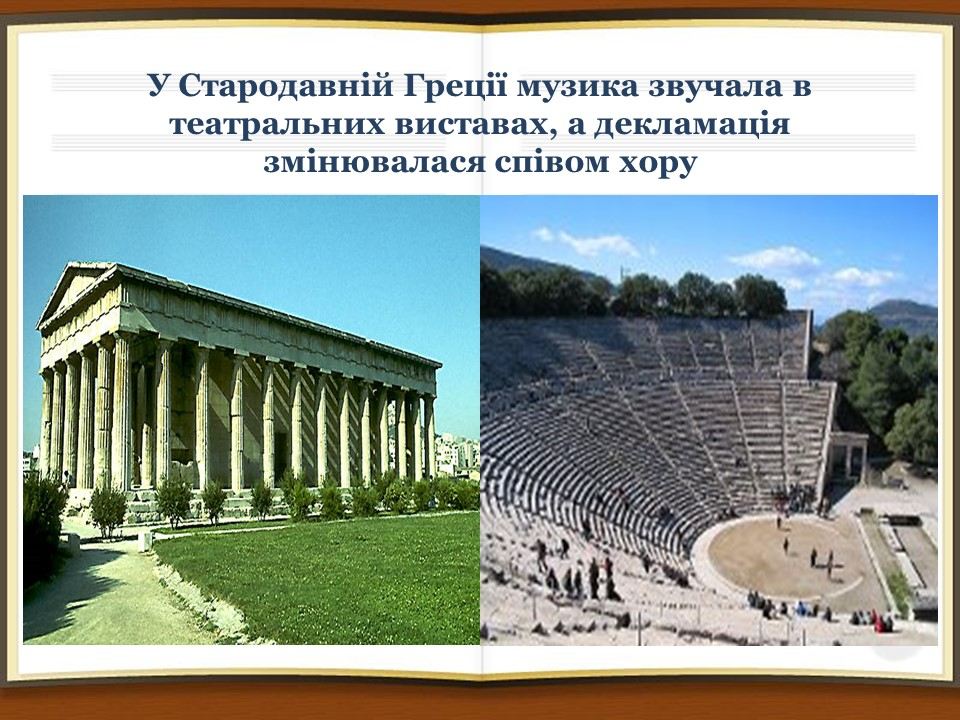 У Стародавній Греції музика звучала в
театральних виставах, а декламація
змінювалася співом хору